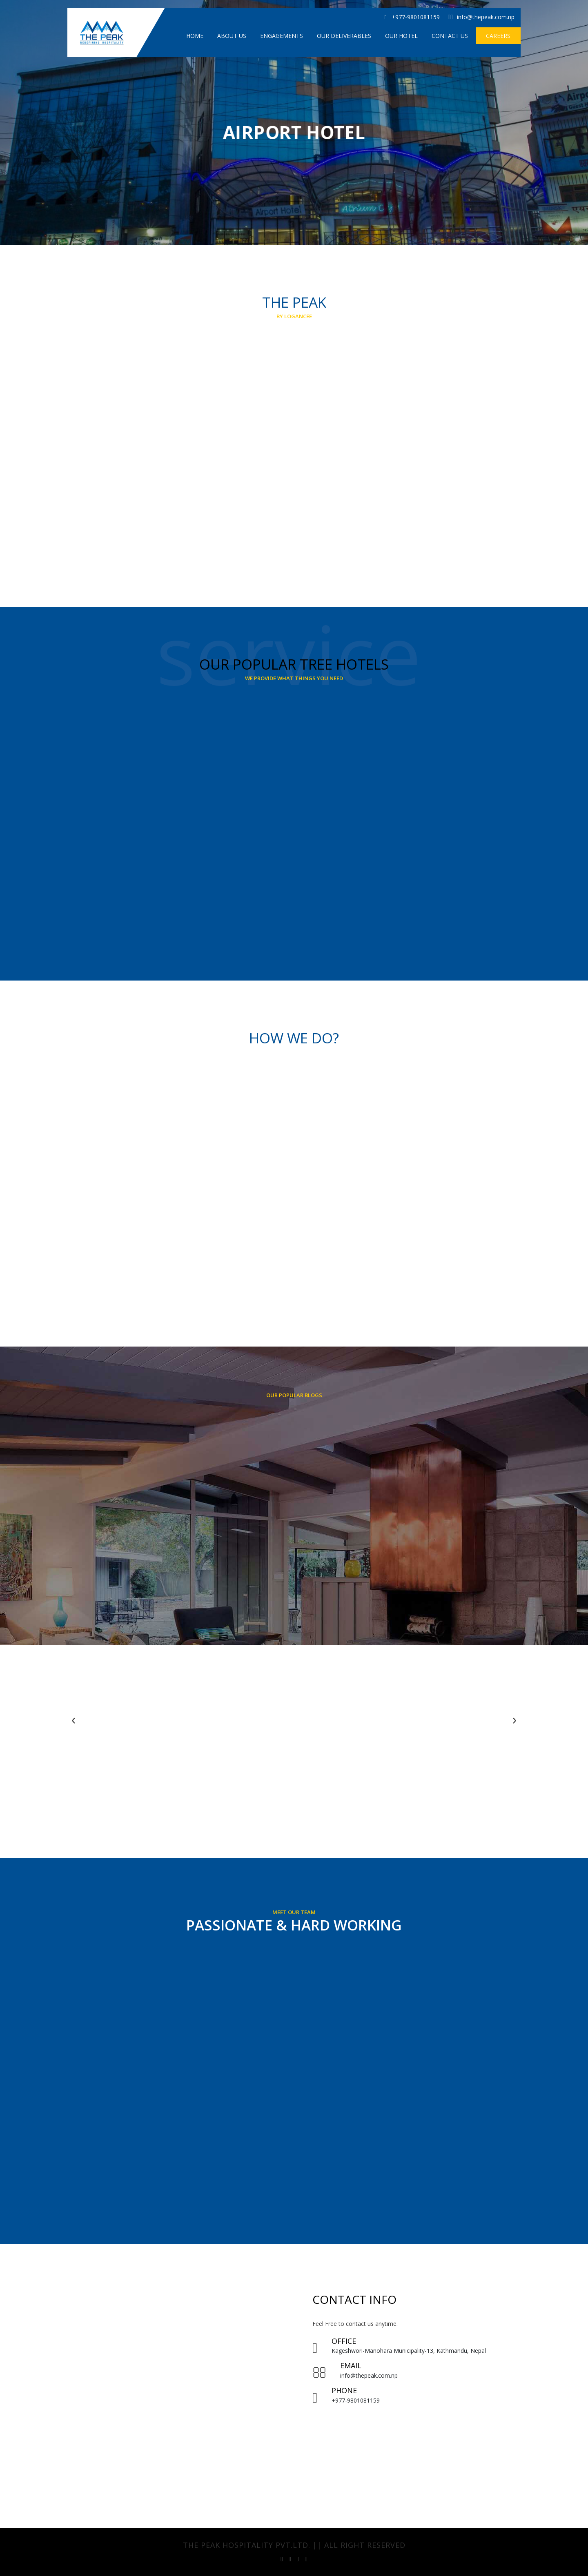 +977-9801081159 info@thepeak.com.np
THE PEAK
REDEFINING HOSPITALITY
HOME ABOUT US ENGAGEMENTS OUR DELIVERABLES OUR HOTEL CONTACT US CAREERS
AIRPORT HOTEL
Airport Hotel
THE PEAK
service
OUR POPULAR TREE HOTELS
WE PROVIDE WHAT THINGS YOU NEED
HOW WE DO?
OUR POPULAR BLOGS
MEET OUR TEAM
PASSIONATE & HARD WORKING
CONTACT INFO
Feel Free to contact us anytime.
OFFICE
Kageshwori-Manohara Municipality-13, Kathmandu, Nepal
EMAIL
info@thepeak.com.np
PHONE
+977-9801081159
THE PEAK HOSPITALITY PVT.LTD. || ALL RIGHT RESERVED